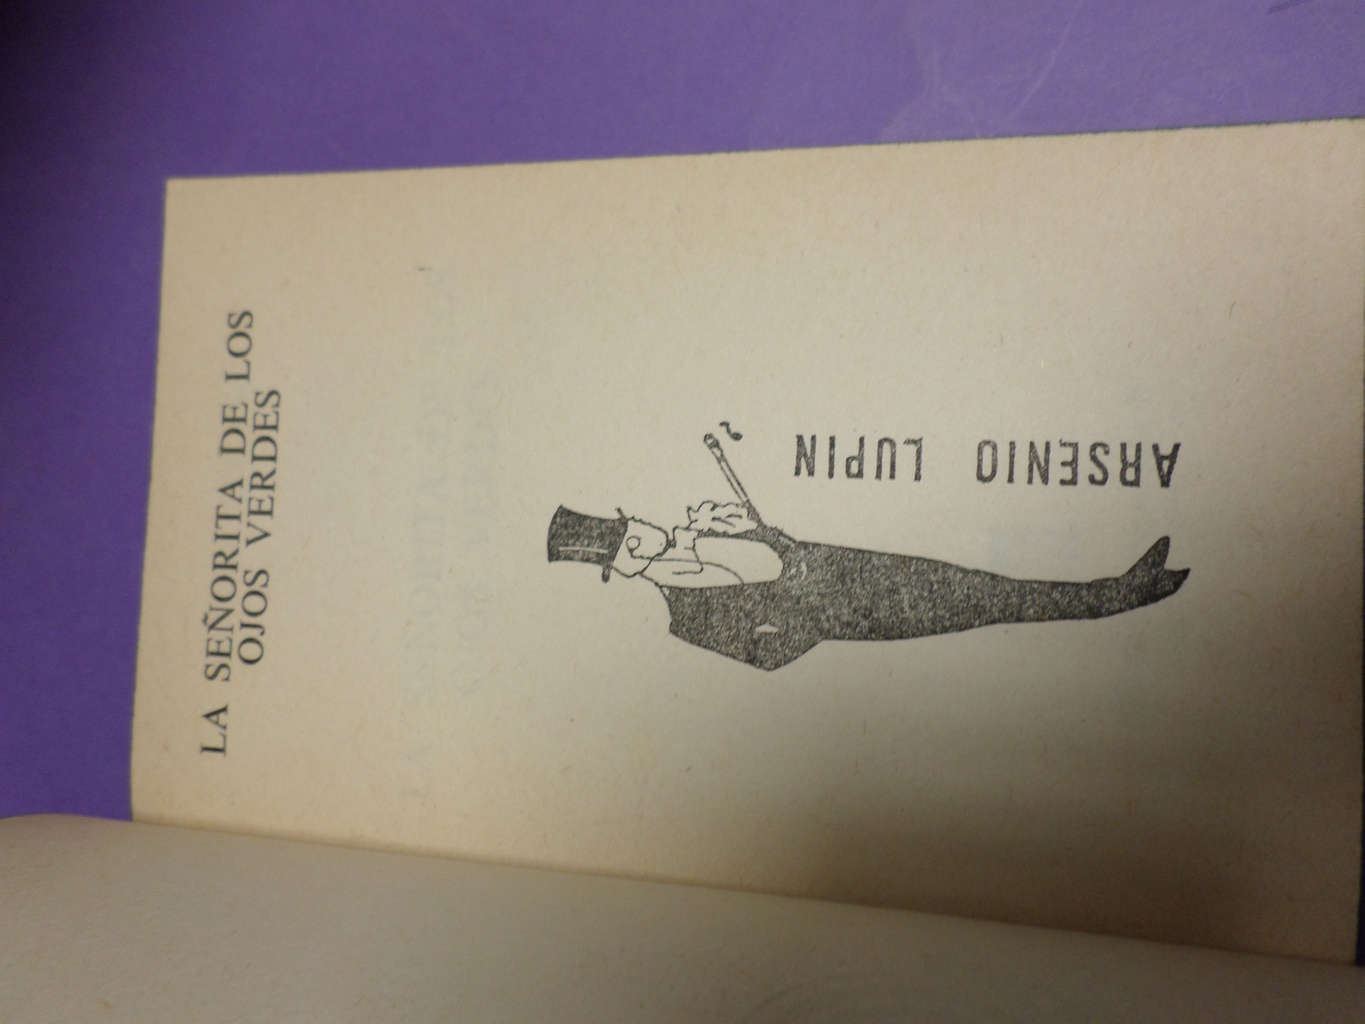 LA SEÑORITA DE LOS
OJOS VERDES
ARSENIO LUPIN